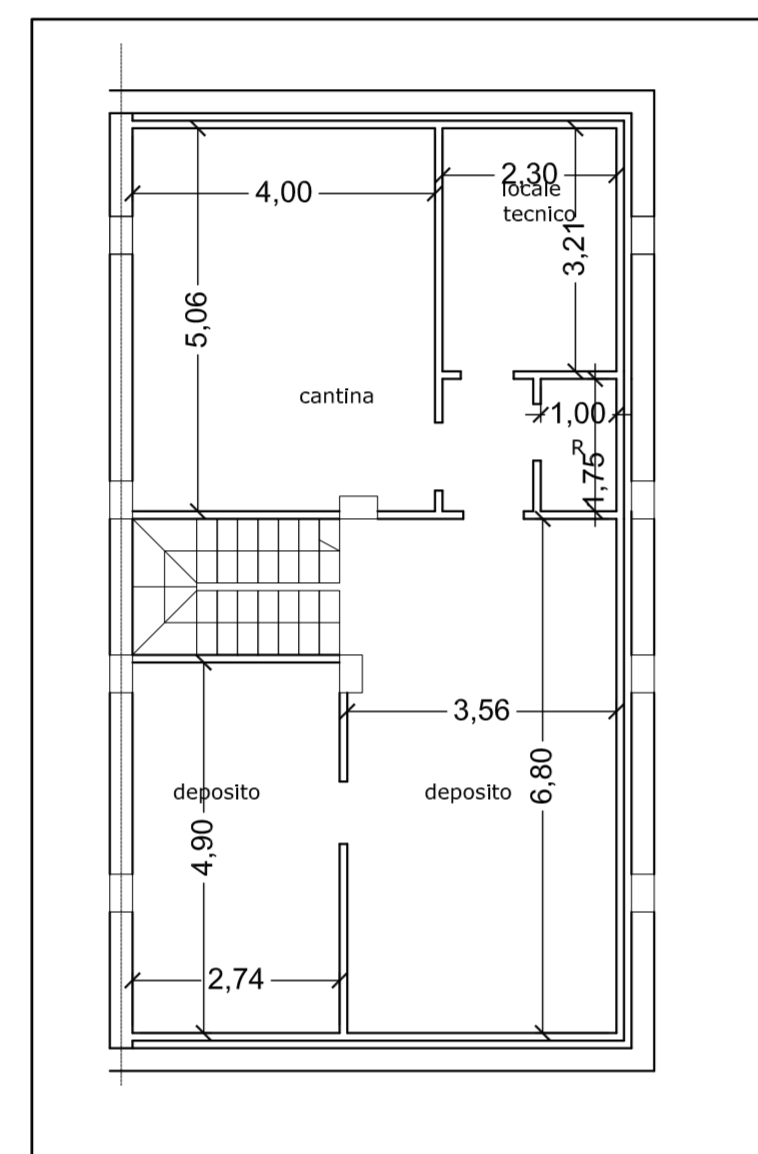 2,30
4,00
locale
tecnico
3,21
5,06
cantina
1,00
R
1,75
3,56
6,80
deposito
deposito
4,90
2,74